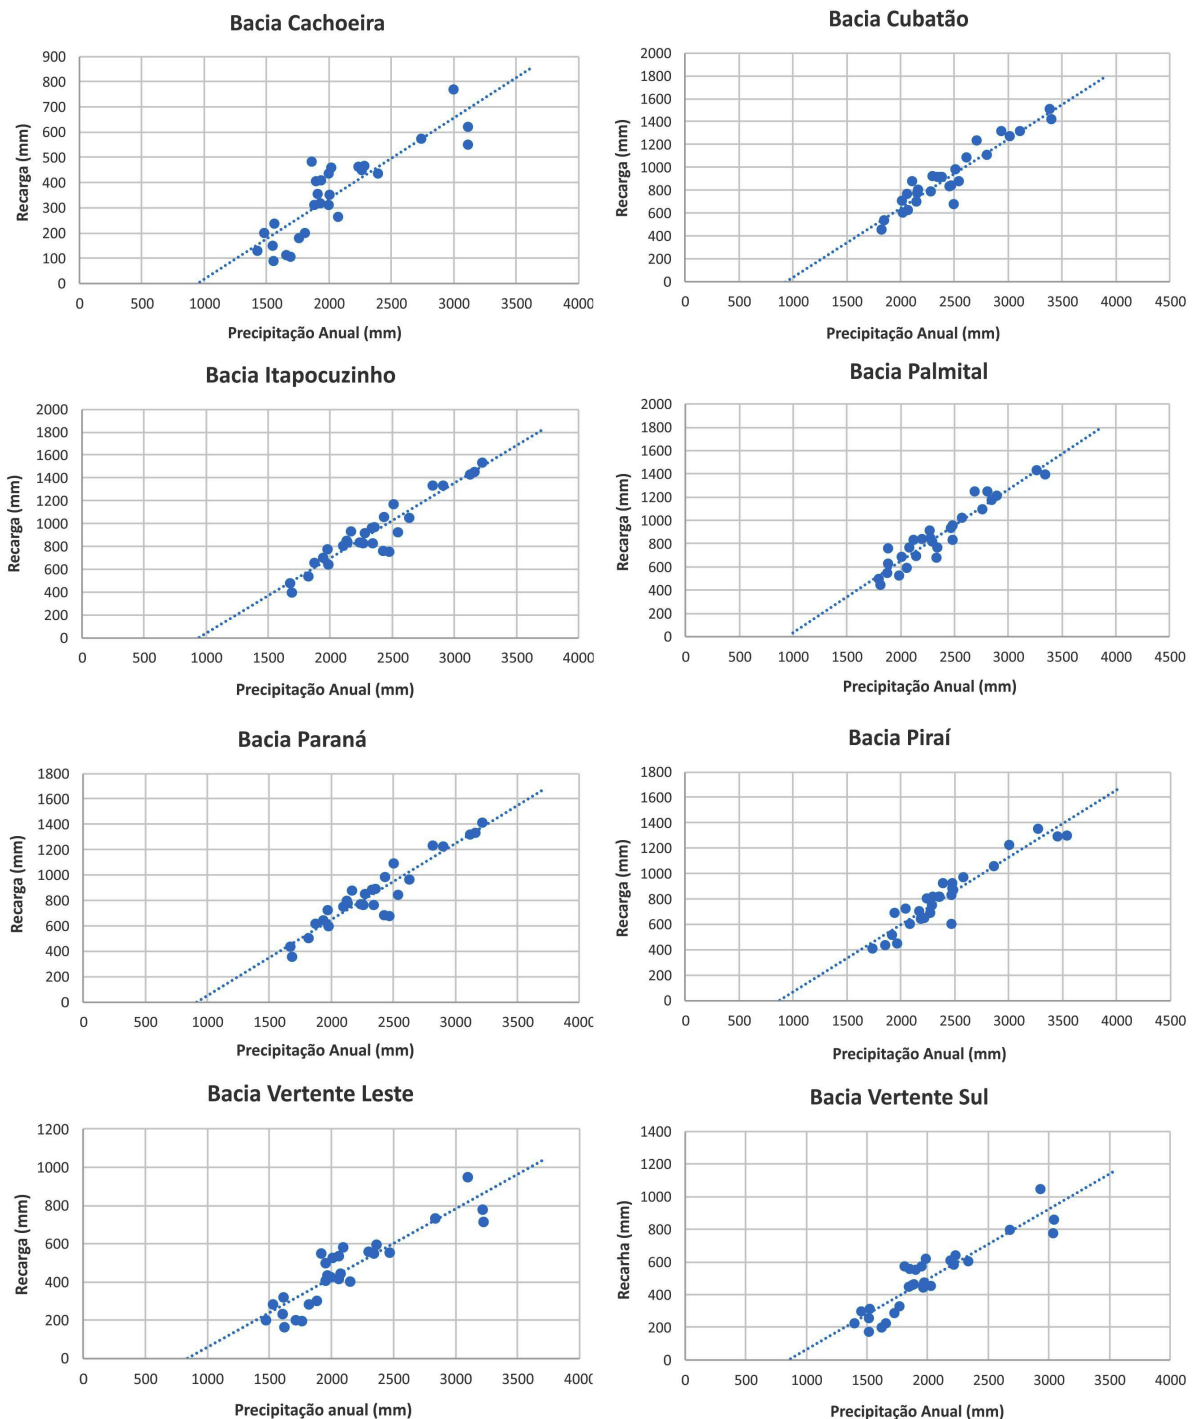 Bacia Cachoeira
900
800
700
600
500
400
300
200
100
0
Recarga (mm)
0 500 1000 1500 2000 2500 3000 3500 4000
Precipitação Anual (mm)
Bacia Cubatão
2000
1800
1600
1400
1200
1000
800
600
400
200
0
Recarga (mm)
0 500 1000 1500 2000 2500 3000 3500 4000 4500
Precipitação Anual (mm)
Bacia Itapocuzinho
2000
1800
1600
1400
1200
1000
800
600
400
200
0
Recarga (mm)
0 500 1000 1500 2000 2500 3000 3500 4000
Precipitação Anual (mm)
Bacia Palmital
2000
1800
1600
1400
1200
1000
800
600
400
200
0
Recarga (mm)
0 500 1000 1500 2000 2500 3000 3500 4000 4500
Precipitação Anual (mm)
Bacia Paraná
1800
1600
1400
1200
1000
800
600
400
200
0
Recarga (mm)
0 500 1000 1500 2000 2500 3000 3500 4000
Precipitação Anual (mm)
Bacia Piraí
1800
1600
1400
1200
1000
800
600
400
200
0
Recarga (mm)
0 500 1000 1500 2000 2500 3000 3500 4000 4500
Precipitação Anual (mm)
Bacia Vertente Leste
1200
1000
800
600
400
200
0
Recarga (mm)
0 500 1000 1500 2000 2500 3000 3500 4000
Precipitação anual (mm)
Bacia Vertente Sul
1400
1200
1000
800
600
400
200
0
Recarha (mm)
0 500 1000 1500 2000 2500 3000 3500 4000
Precipitação Anual (mm)